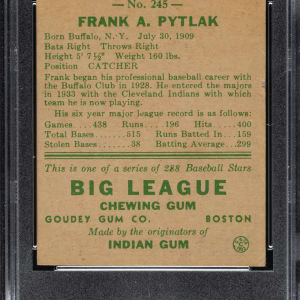 — No. 245—
FRANK A. PYTLAK
Born Buffalo, N. Y. July 30, 1909
Bats Right Throws Right
Height 5' 7½" Weight 160 lbs.
Position CATCHER
Frank began his professional baseball career with
the Buffalo Club in 1928. He entered the majors
in 1933 with the Cleveland Indians with which
team he is now playing.
His six year major league record is as follows:
Games....438 Runs....196 Hits....400
Total Bases......515 Runs Batted In...159
Stolen Bases......38 Batting Average..299
This is one of a series of 288 Baseball Stars
BIG LEAGUE
CHEWING GUM
GOUDEY GUM CO. BOSTON
Made by the originators of
INDIAN GUM